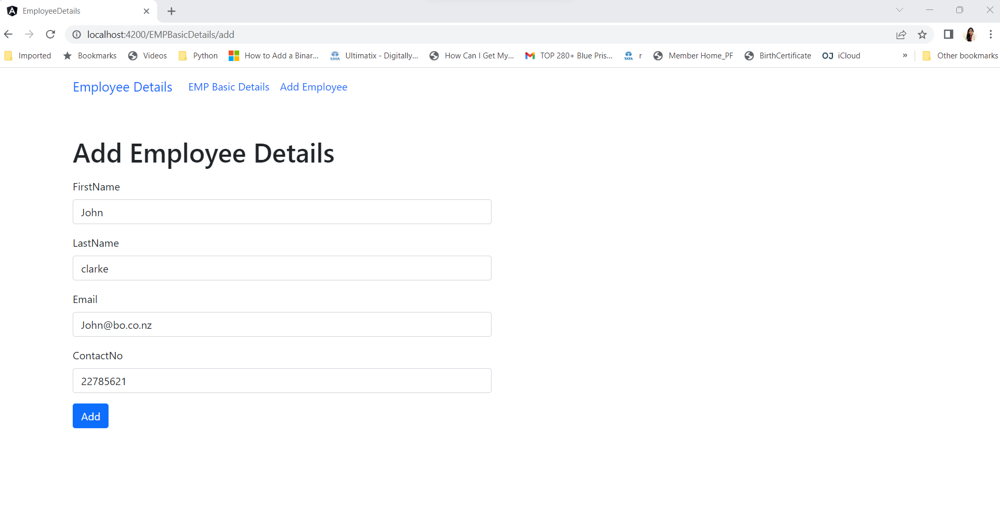 EmployeeDetails
localhost:4200/EMPBasicDetails/add
Imported Bookmarks Videos Python How to Add a Binar... Ultimatix - Digitally... How Can I Get My... TOP 280+ Blue Pris... TATA r Member Home_PF BirthCertificate OJ iCloud » Other bookmarks
Employee Details EMP Basic Details Add Employee
Add Employee Details
FirstName
John
LastName
clarke
Email
John@bo.co.nz
ContactNo
22785621
Add